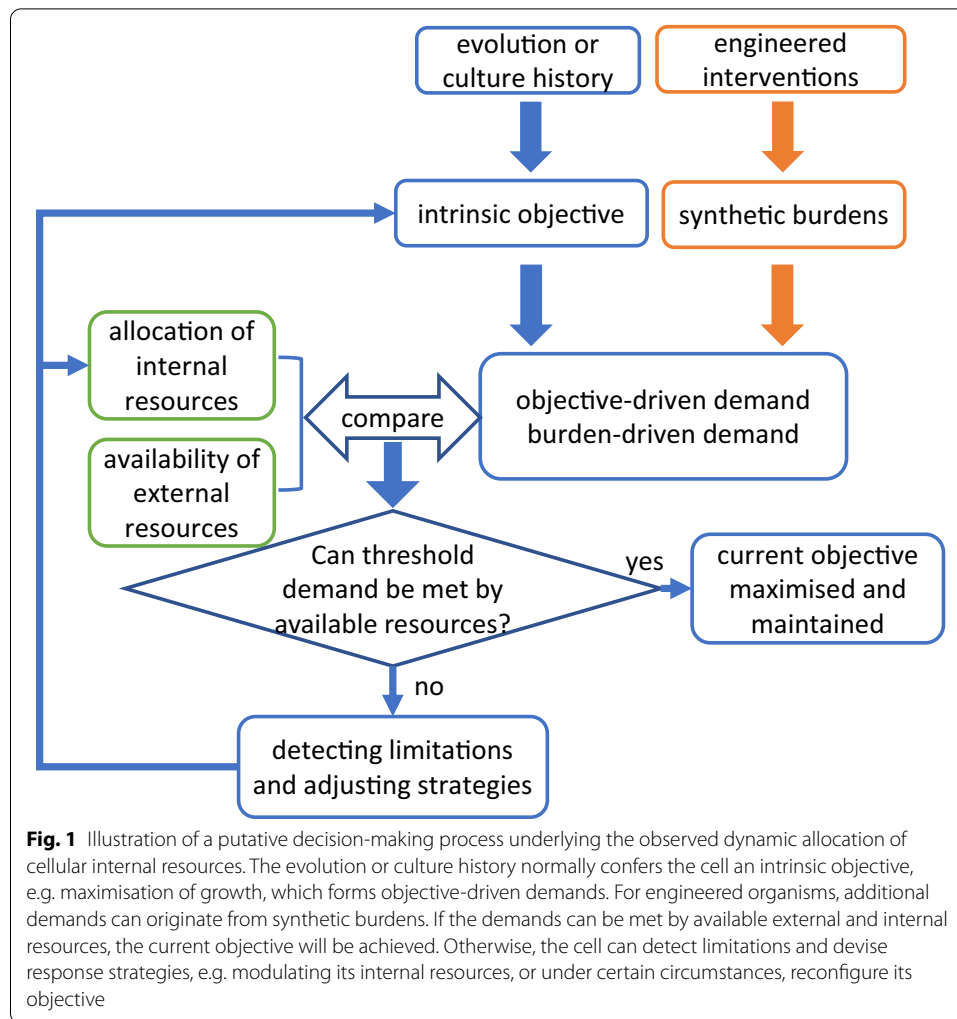 evolution or
culture history
engineered
interventions
intrinsic objective
synthetic burdens
allocation of
internal
resources
availability of
external
resources
compare
objective-driven demand
burden-driven demand
Can threshold
demand be met by
available resources?
yes
current objective
maximised and
maintained
no
detecting limitations
and adjusting strategies
Fig. 1 Illustration of a putative decision-making process underlying the observed dynamic allocation of
cellular internal resources. The evolution or culture history normally confers the cell an intrinsic objective,
e.g. maximisation of growth, which forms objective-driven demands. For engineered organisms, additional
demands can originate from synthetic burdens. If the demands can be met by available external and internal
resources, the current objective will be achieved. Otherwise, the cell can detect limitations and devise
response strategies, e.g. modulating its internal resources, or under certain circumstances, reconfigure its
objective